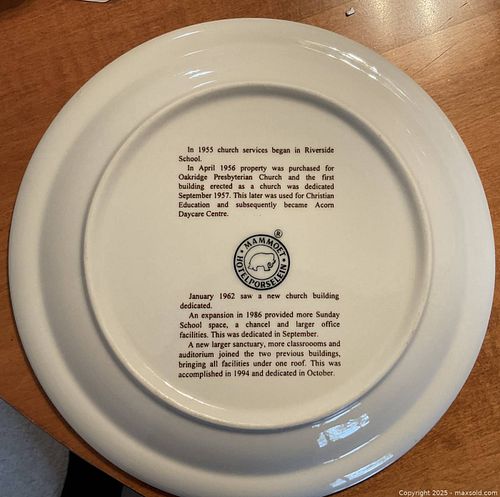 In 1955 church services began in Riverside
School.
In April 1956 property was purchased for
Oakridge Presbyterian Church and the first
building erected as a church was dedicated
September 1957. This later was used for Christian
Education and subsequently became Acorn
Daycare Centre.
®
• MAMMOET •
HOTELPORSELEIN
January 1962 saw a new church building
dedicated.
An expansion in 1986 provided more Sunday
School space, a chancel and larger office
facilities. This was dedicated in September.
A new larger sanctuary, more classrooms and
auditorium joined the two previous buildings,
bringing all facilities under one roof. This was
accomplished in 1994 and dedicated in October.
Copyright 2025 - maxsold.com